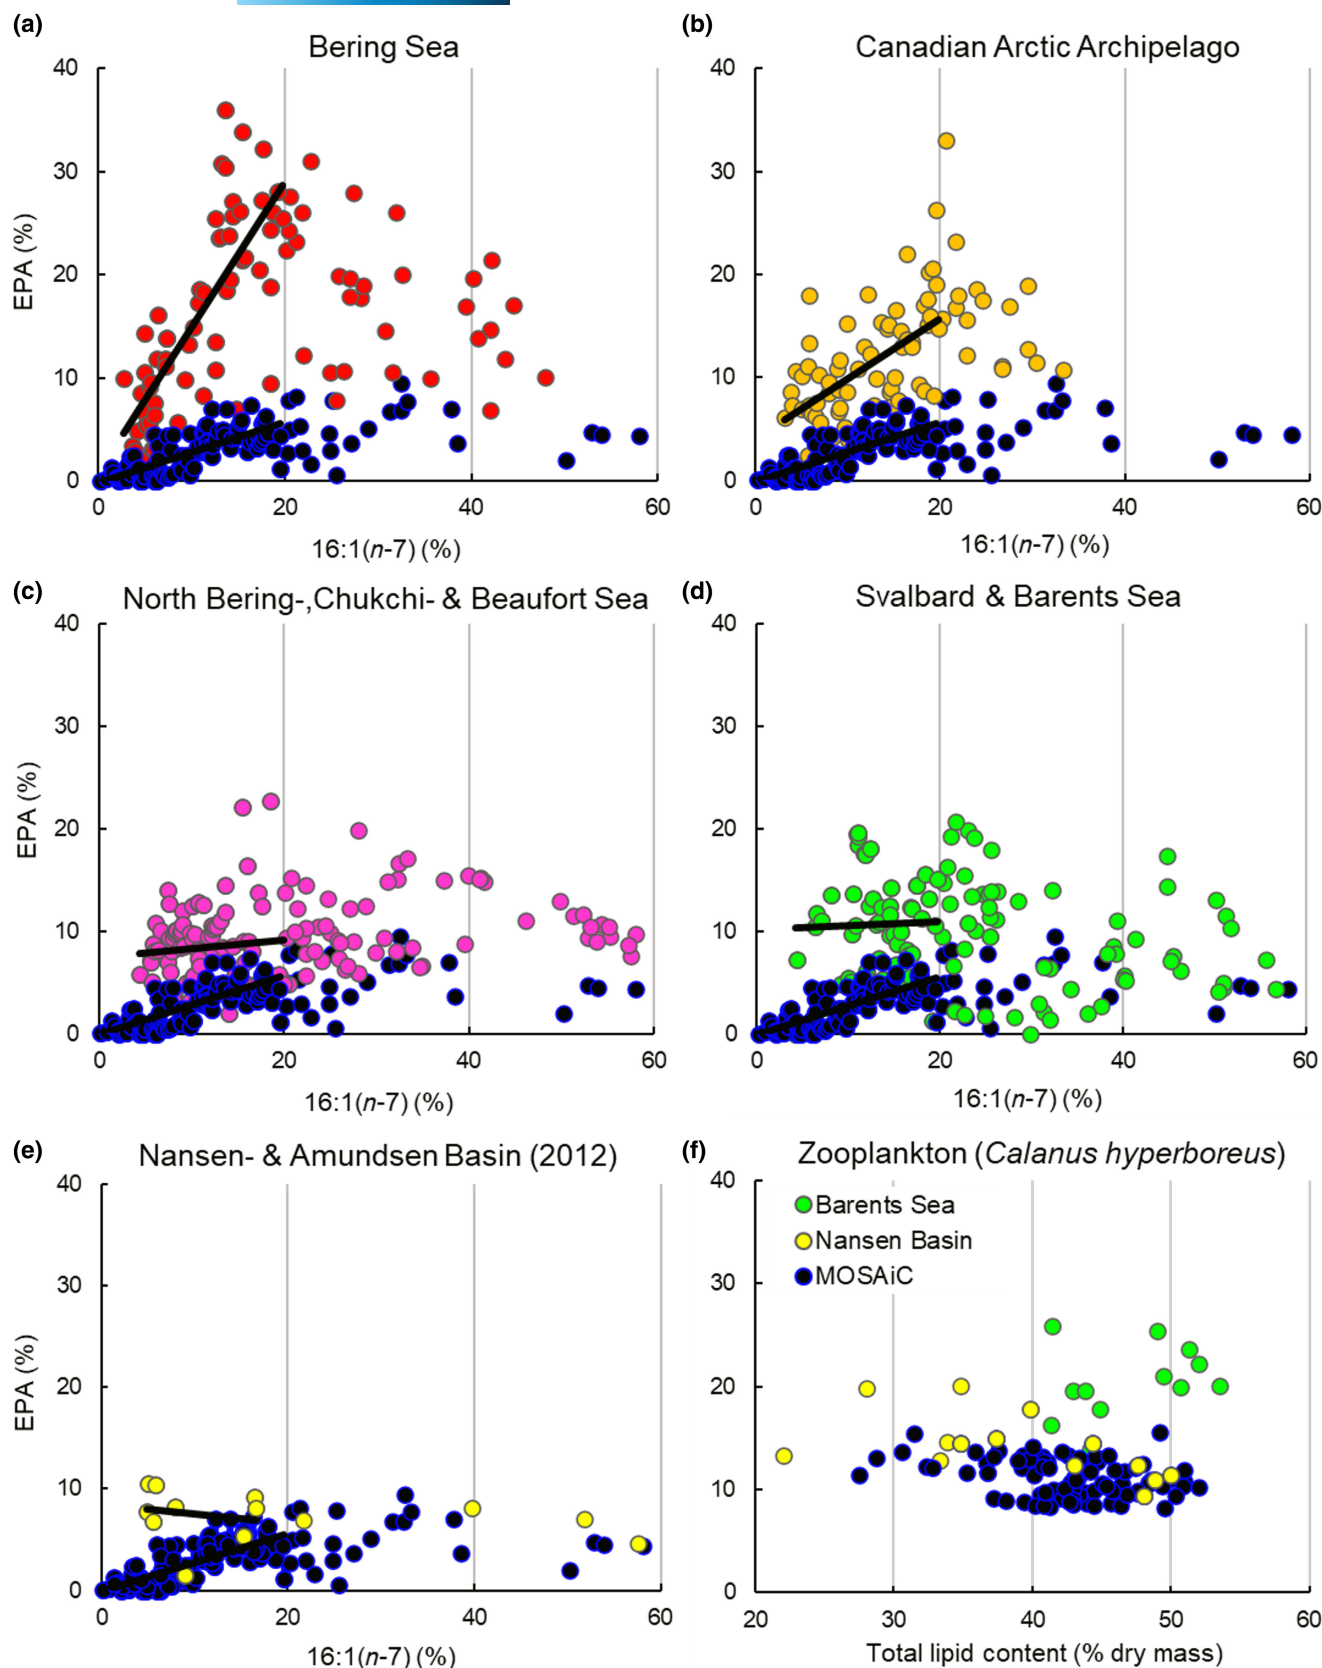 (a)
Bering Sea
40
30
20
10
0
EPA (%)
0 20 40 60
16:1(n-7) (%)
(b)
Canadian Arctic Archipelago
40
30
20
10
0
0 20 40 60
16:1(n-7) (%)
(c)
North Bering-,Chukchi- & Beaufort Sea
40
30
20
10
0
EPA (%)
0 20 40 60
16:1(n-7) (%)
(d)
Svalbard & Barents Sea
40
30
20
10
0
0 20 40 60
16:1(n-7) (%)
(e)
Nansen- & Amundsen Basin (2012)
40
30
20
10
0
EPA (%)
0 20 40 60
16:1(n-7) (%)
(f)
Zooplankton (Calanus hyperboreus)
40
30
20
10
0
Barents Sea
Nansen Basin
MOSAiC
20 30 40 50 60
Total lipid content (% dry mass)